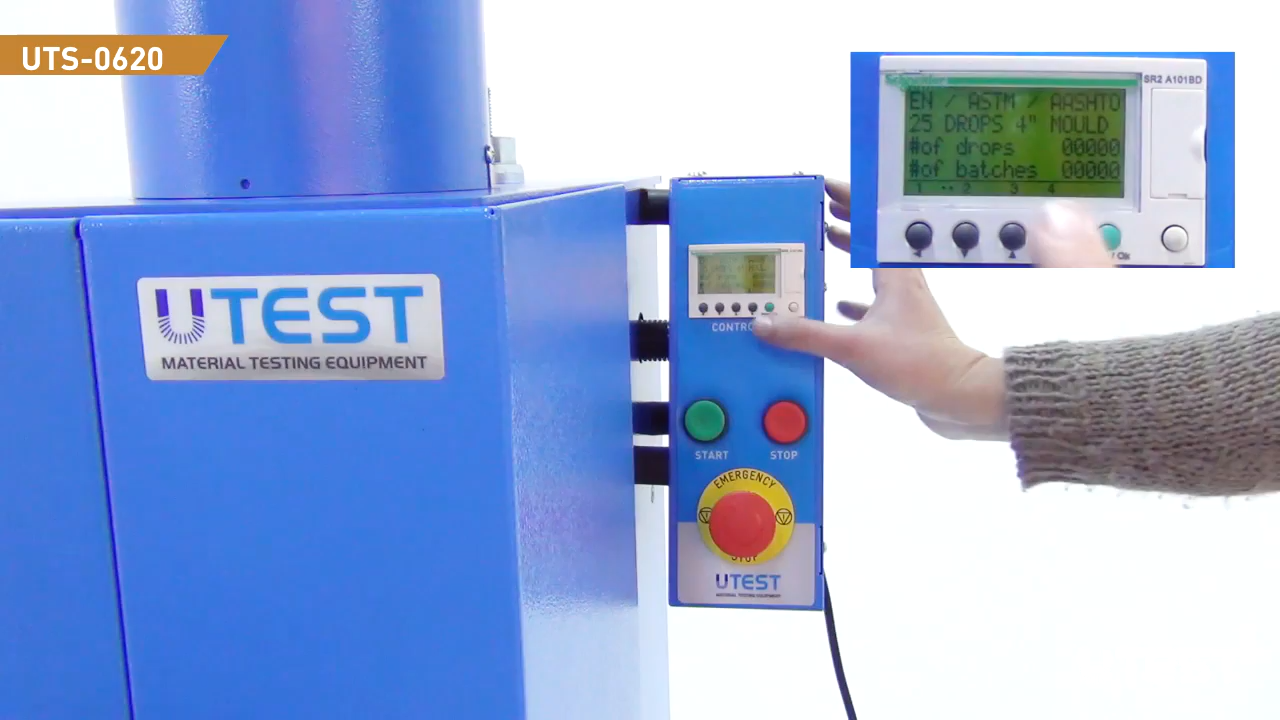 UTS-0620
SR2 A101BD
EN / ASTM / AASHTO
25 DROPS 4" MOULD
#of drops 00000
#of batches 00000
1 2 3 4
Ok
UTEST
MATERIAL TESTING EQUIPMENT
START
STOP
EMERGENCY
STOP
UTEST
MATERIAL TESTING EQUIPMENT